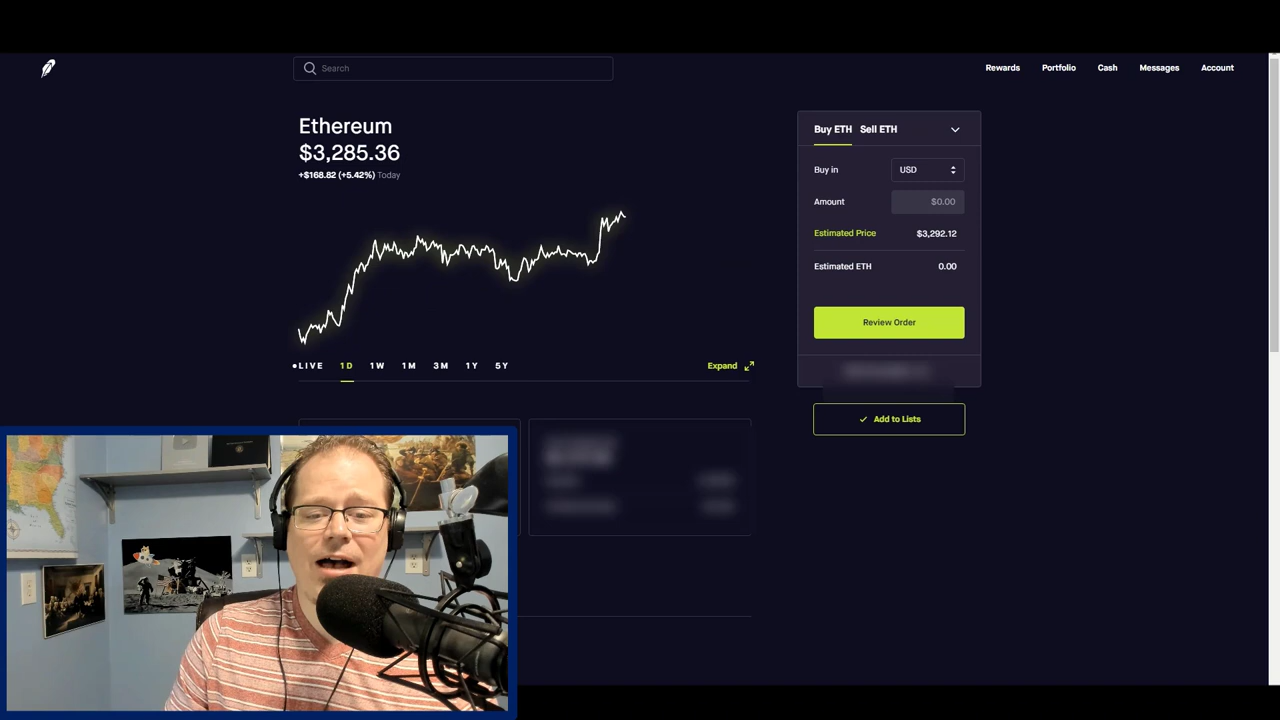 Search
Rewards Portfolio Cash Messages Account
Ethereum
$3,285.36
+$168.82 (+5.42%) Today
LIVE 1D 1W 1M 3M 1Y 5Y
Expand
Buy ETH Sell ETH
Buy in USD
Amount $0.00
Estimated Price $3,292.12
Estimated ETH 0.00
Review Order
Add to Lists